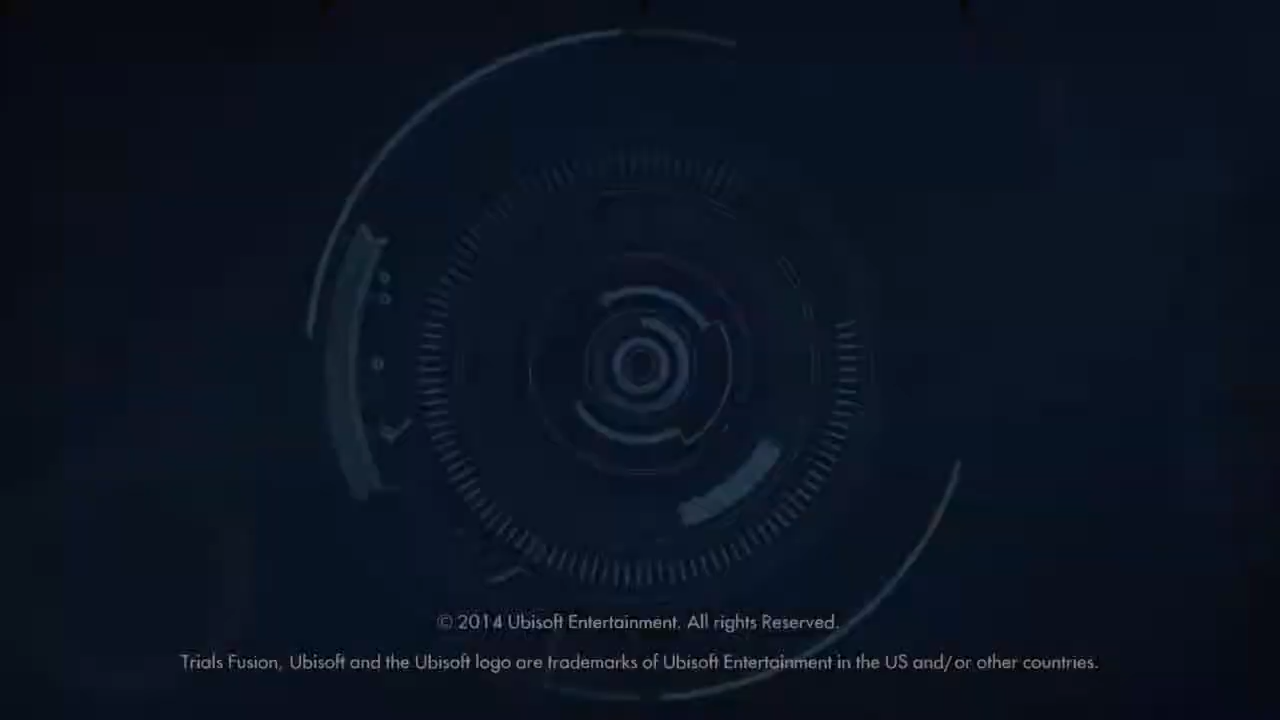 © 2014 Ubisoft Entertainment. All rights Reserved.
Trials Fusion, Ubisoft and the Ubisoft logo are trademarks of Ubisoft Entertainment in the US and/or other countries.